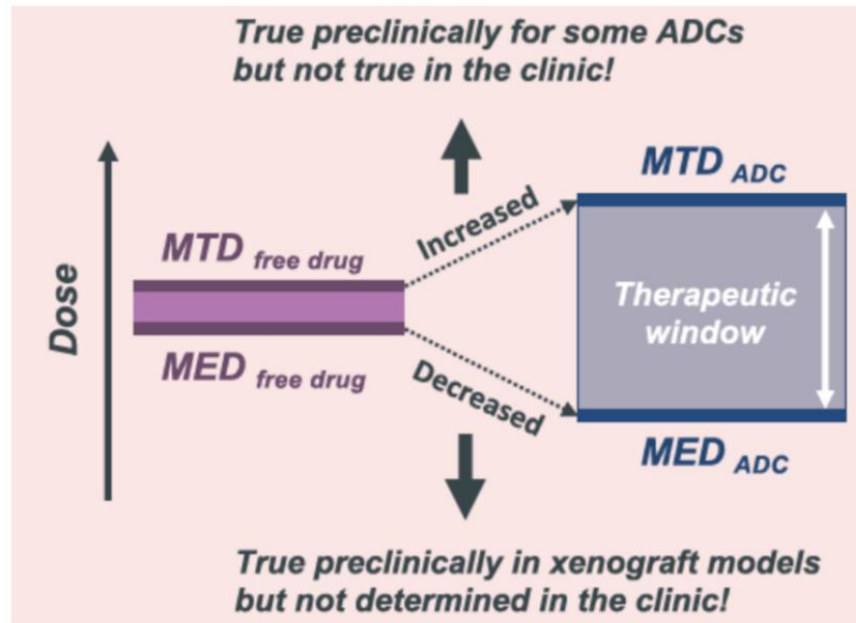 True preclinically for some ADCs
but not true in the clinic!
MTD ADC
Increased
MTD free drug
Therapeutic
window
Dose
MED free drug
Decreased
MED ADC
True preclinically in xenograft models
but not determined in the clinic!